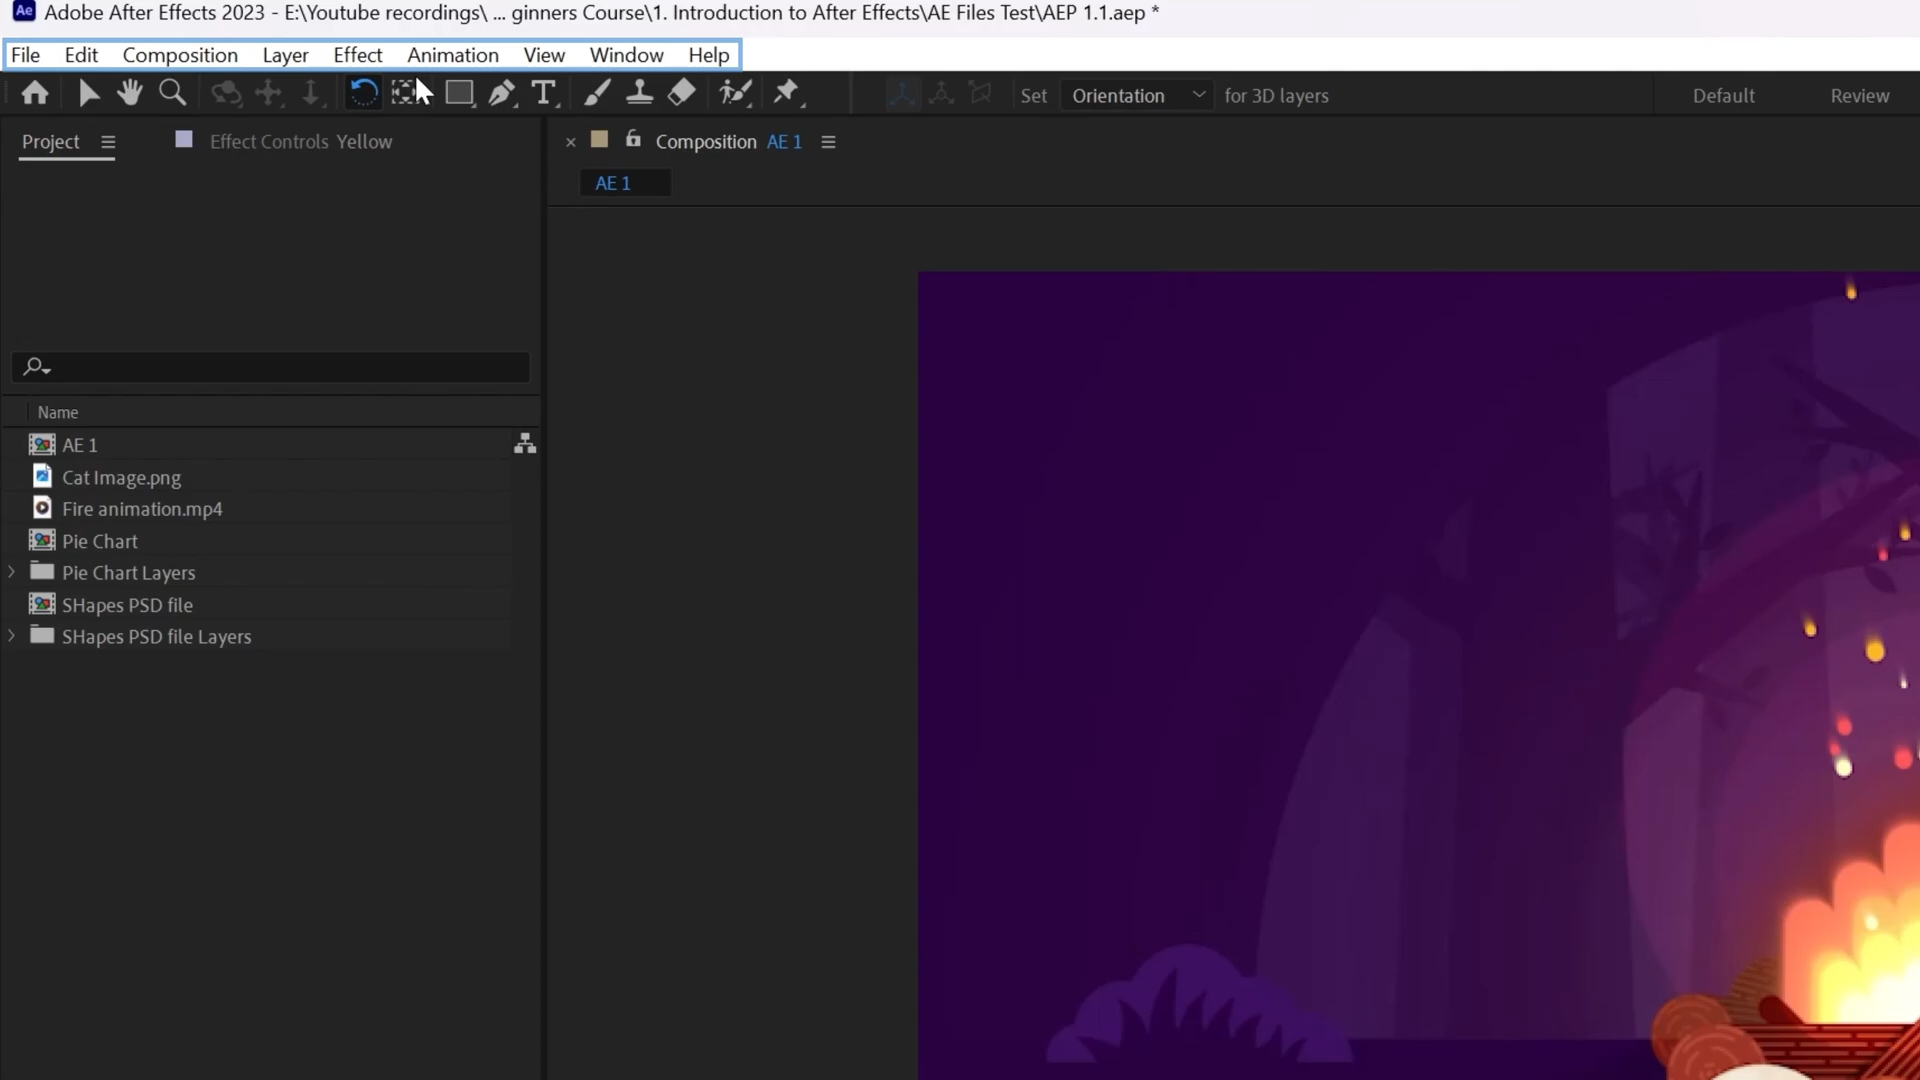 Ae Adobe After Effects 2023 - E:\Youtube recordings\ ... ginners Course\1. Introduction to After Effects\AE Files Test\AEP 1.1.aep *
File Edit Composition Layer Effect Animation View Window Help
T Set Orientation for 3D layers Default Review
Project Effect Controls Yellow × Composition AE 1
AE 1
Name
AE 1
Cat Image.png
Fire animation.mp4
Pie Chart
Pie Chart Layers
SHapes PSD file
SHapes PSD file Layers